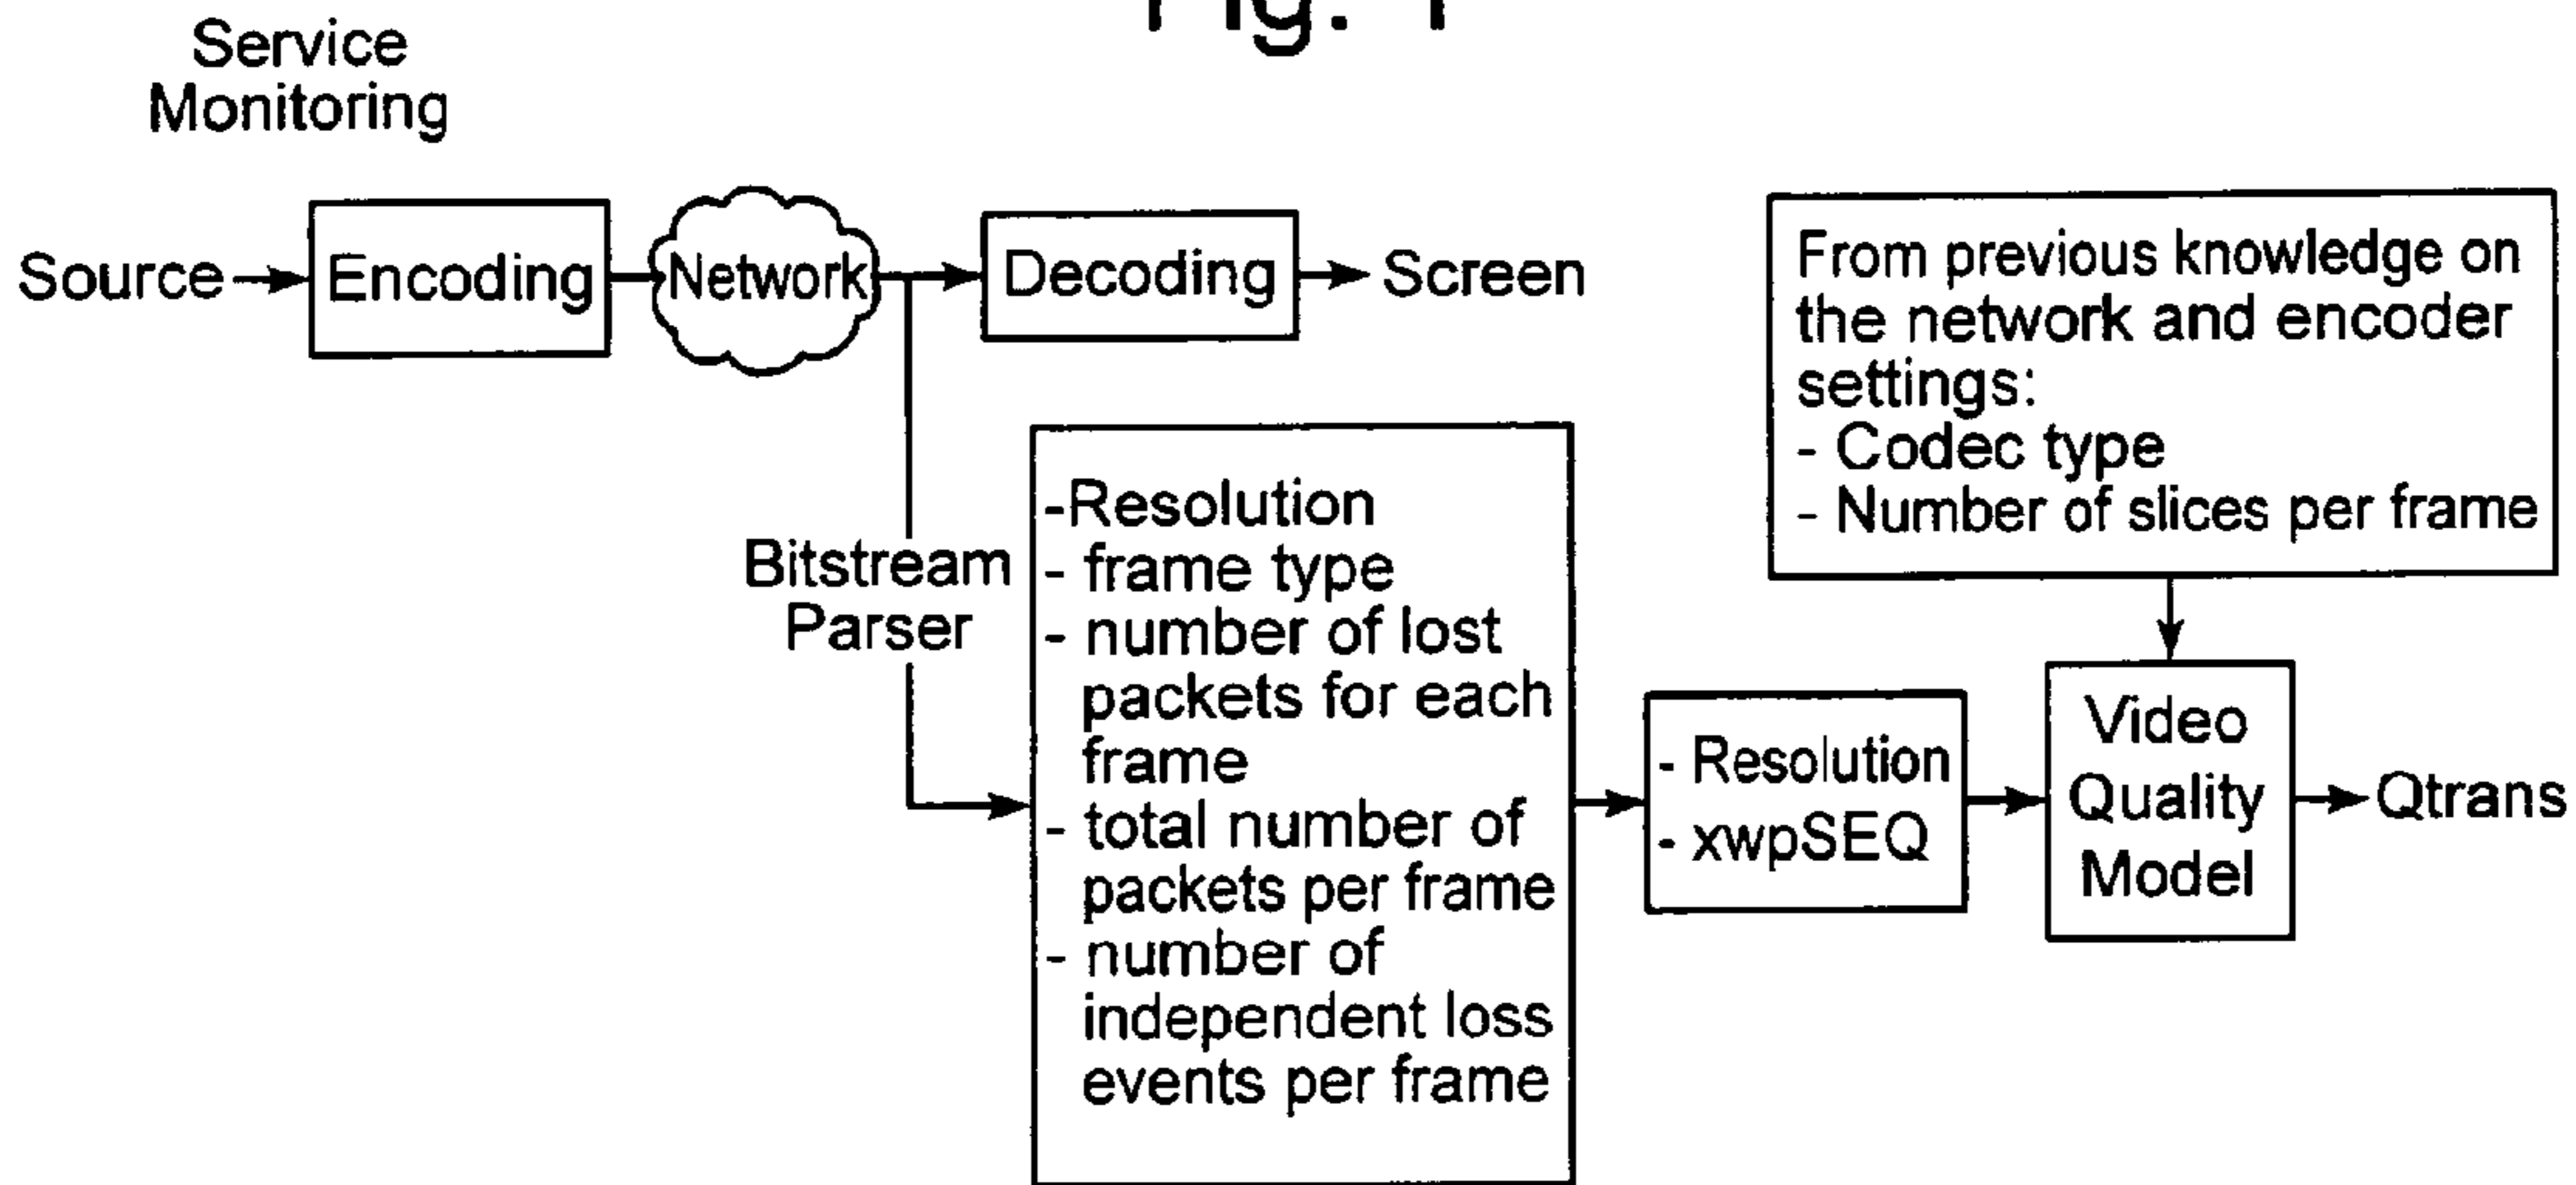 Fig. 1
Service
Monitoring
Source
Encoding
Network
Decoding
Screen
From previous knowledge on
the network and encoder
settings:
- Codec type
- Number of slices per frame
Bitstream
Parser
-Resolution
- frame type
- number of lost
packets for each
frame
- total number of
packets per frame
- number of
independent loss
events per frame
- Resolution
- xwpSEQ
Video
Quality
Model
Qtrans